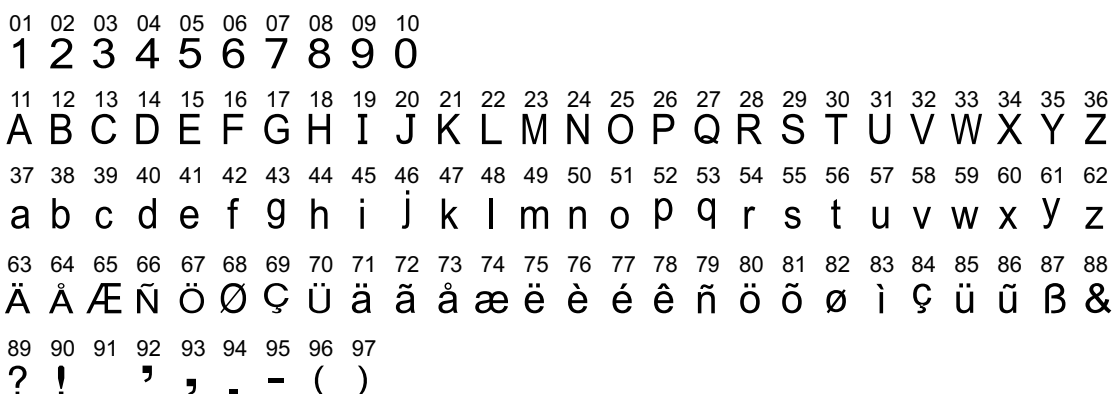 01 02 03 04 05 06 07 08 09 10
1 2 3 4 5 6 7 8 9 0
11 12 13 14 15 16 17 18 19 20 21 22 23 24 25 26 27 28 29 30 31 32 33 34 35 36
A B C D E F G H I J K L M N O P Q R S T U V W X Y Z
37 38 39 40 41 42 43 44 45 46 47 48 49 50 51 52 53 54 55 56 57 58 59 60 61 62
a b c d e f g h i j k l m n o p q r s t u v w x y z
63 64 65 66 67 68 69 70 71 72 73 74 75 76 77 78 79 80 81 82 83 84 85 86 87 88
Ä Å Æ Ñ Ö Ø Ç Ü ä ã å æ ë è é ê ñ ö õ ø ì ç ü ũ ß &
89 90 91 92 93 94 95 96 97
? ! ’ , . - ( )